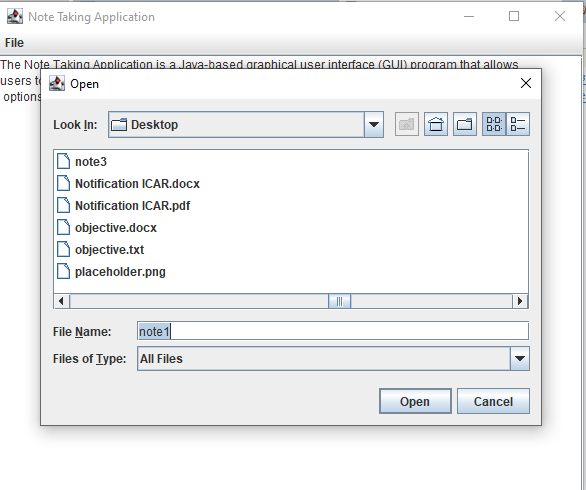 Note Taking Application
File
The Note Taking Application is a Java-based graphical user interface (GUI) program that allows
users to
options
Open
Look In: Desktop
note3
Notification ICAR.docx
Notification ICAR.pdf
objective.docx
objective.txt
placeholder.png
File Name: note1
Files of Type: All Files
Open Cancel